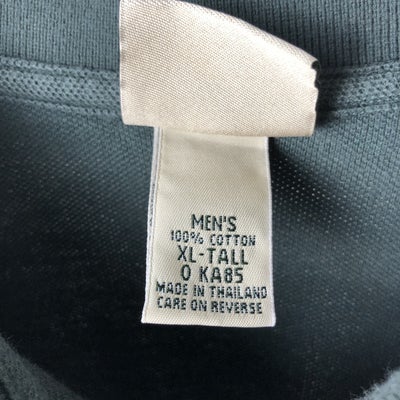 MEN'S
100% COTTON
XL-TALL
0 KA85
MADE IN THAILAND
CARE ON REVERSE